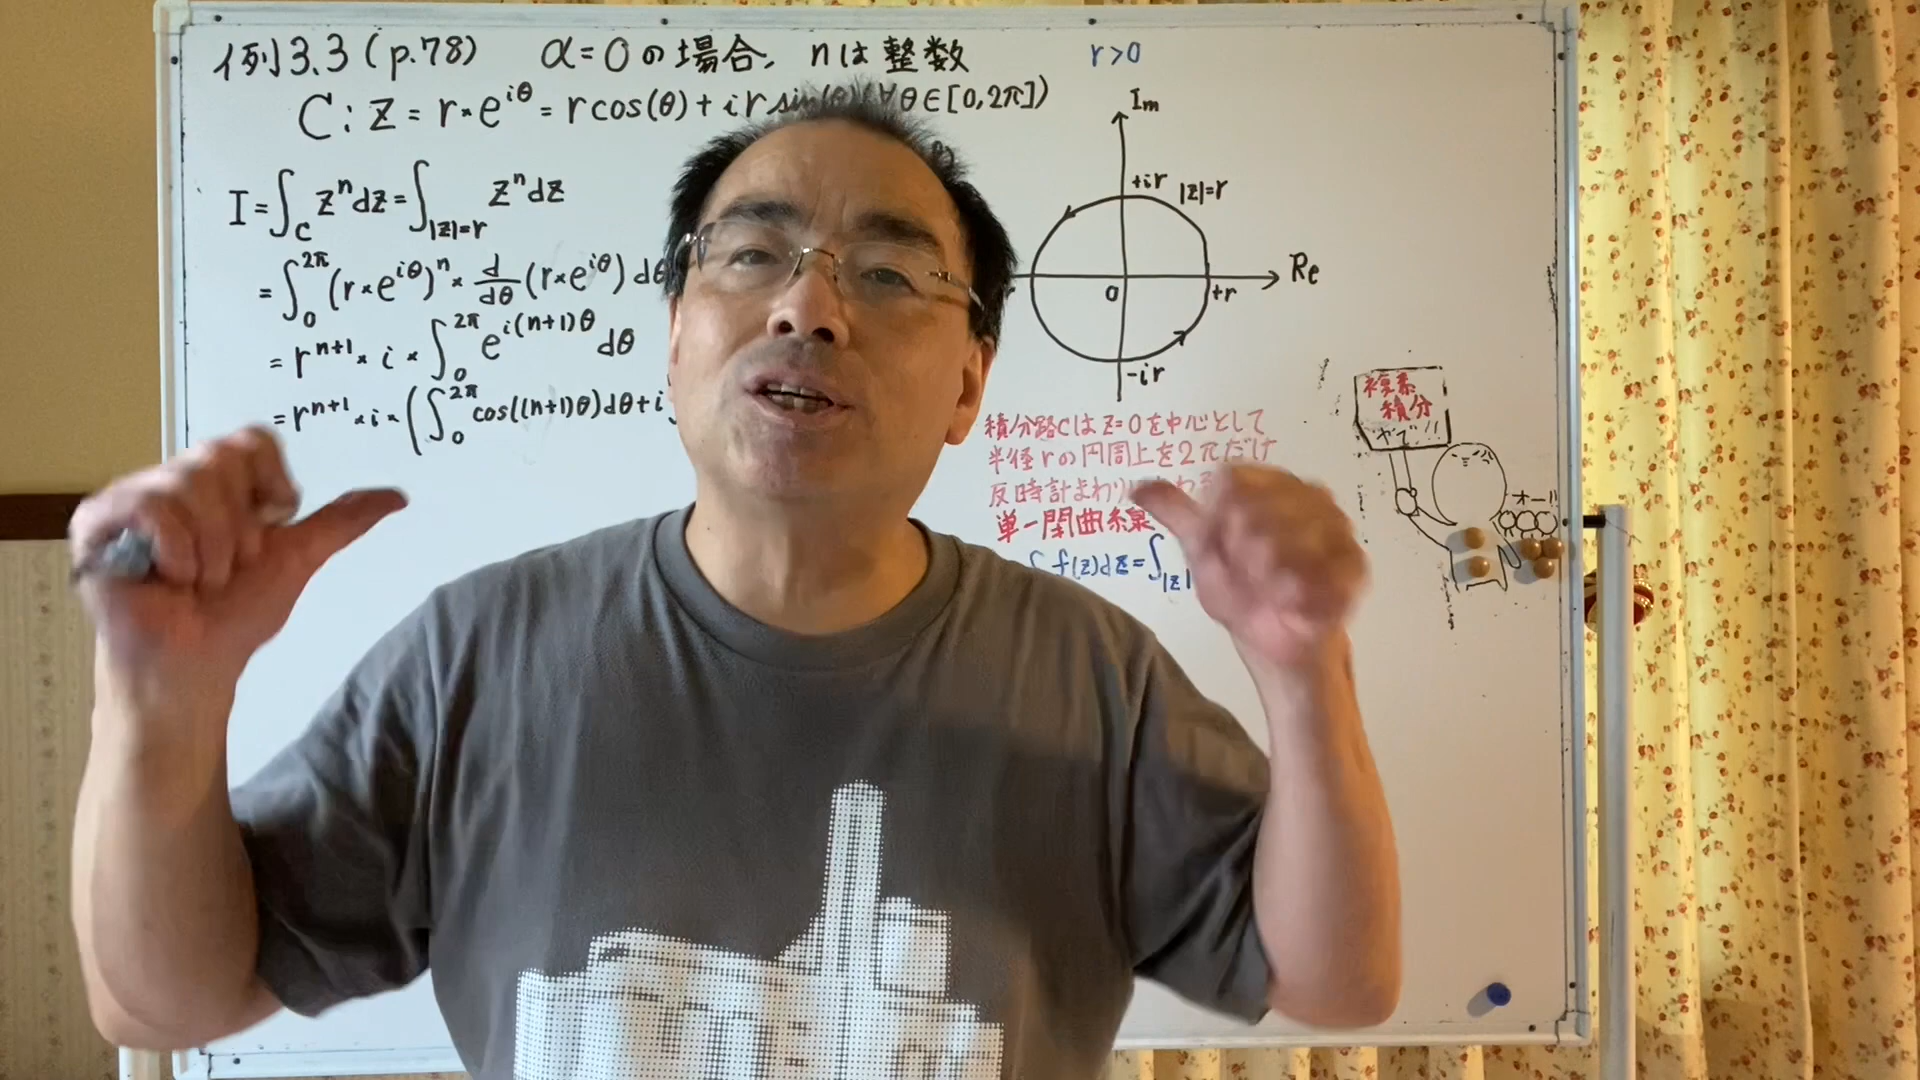 例3.3(p.78) α=0の場合、nは整数
r>0
C: z = r×e^{iθ} = rcos(θ)+ir sin(θ)(∀θ∈[0,2π])
I=∫_C z^n dz=∫_{|z|=r} z^n dz
=∫_0^{2π}(r×e^{iθ})^n×d/dθ(r×e^{iθ})dθ
=r^{n+1}×i×∫_0^{2π}e^{i(n+1)θ}dθ
=r^{n+1}×i×(∫_0^{2π}cos((n+1)θ)dθ+i
Im
+ir
|z|=r
Re
0
+r
-ir
積分路Cはz=0を中心として
半径rの円周上を2πだけ
反時計まわりに
単一閉曲線
∫ f(z)dz=∫_{|z|
複素
積分
やで!!
オー!!